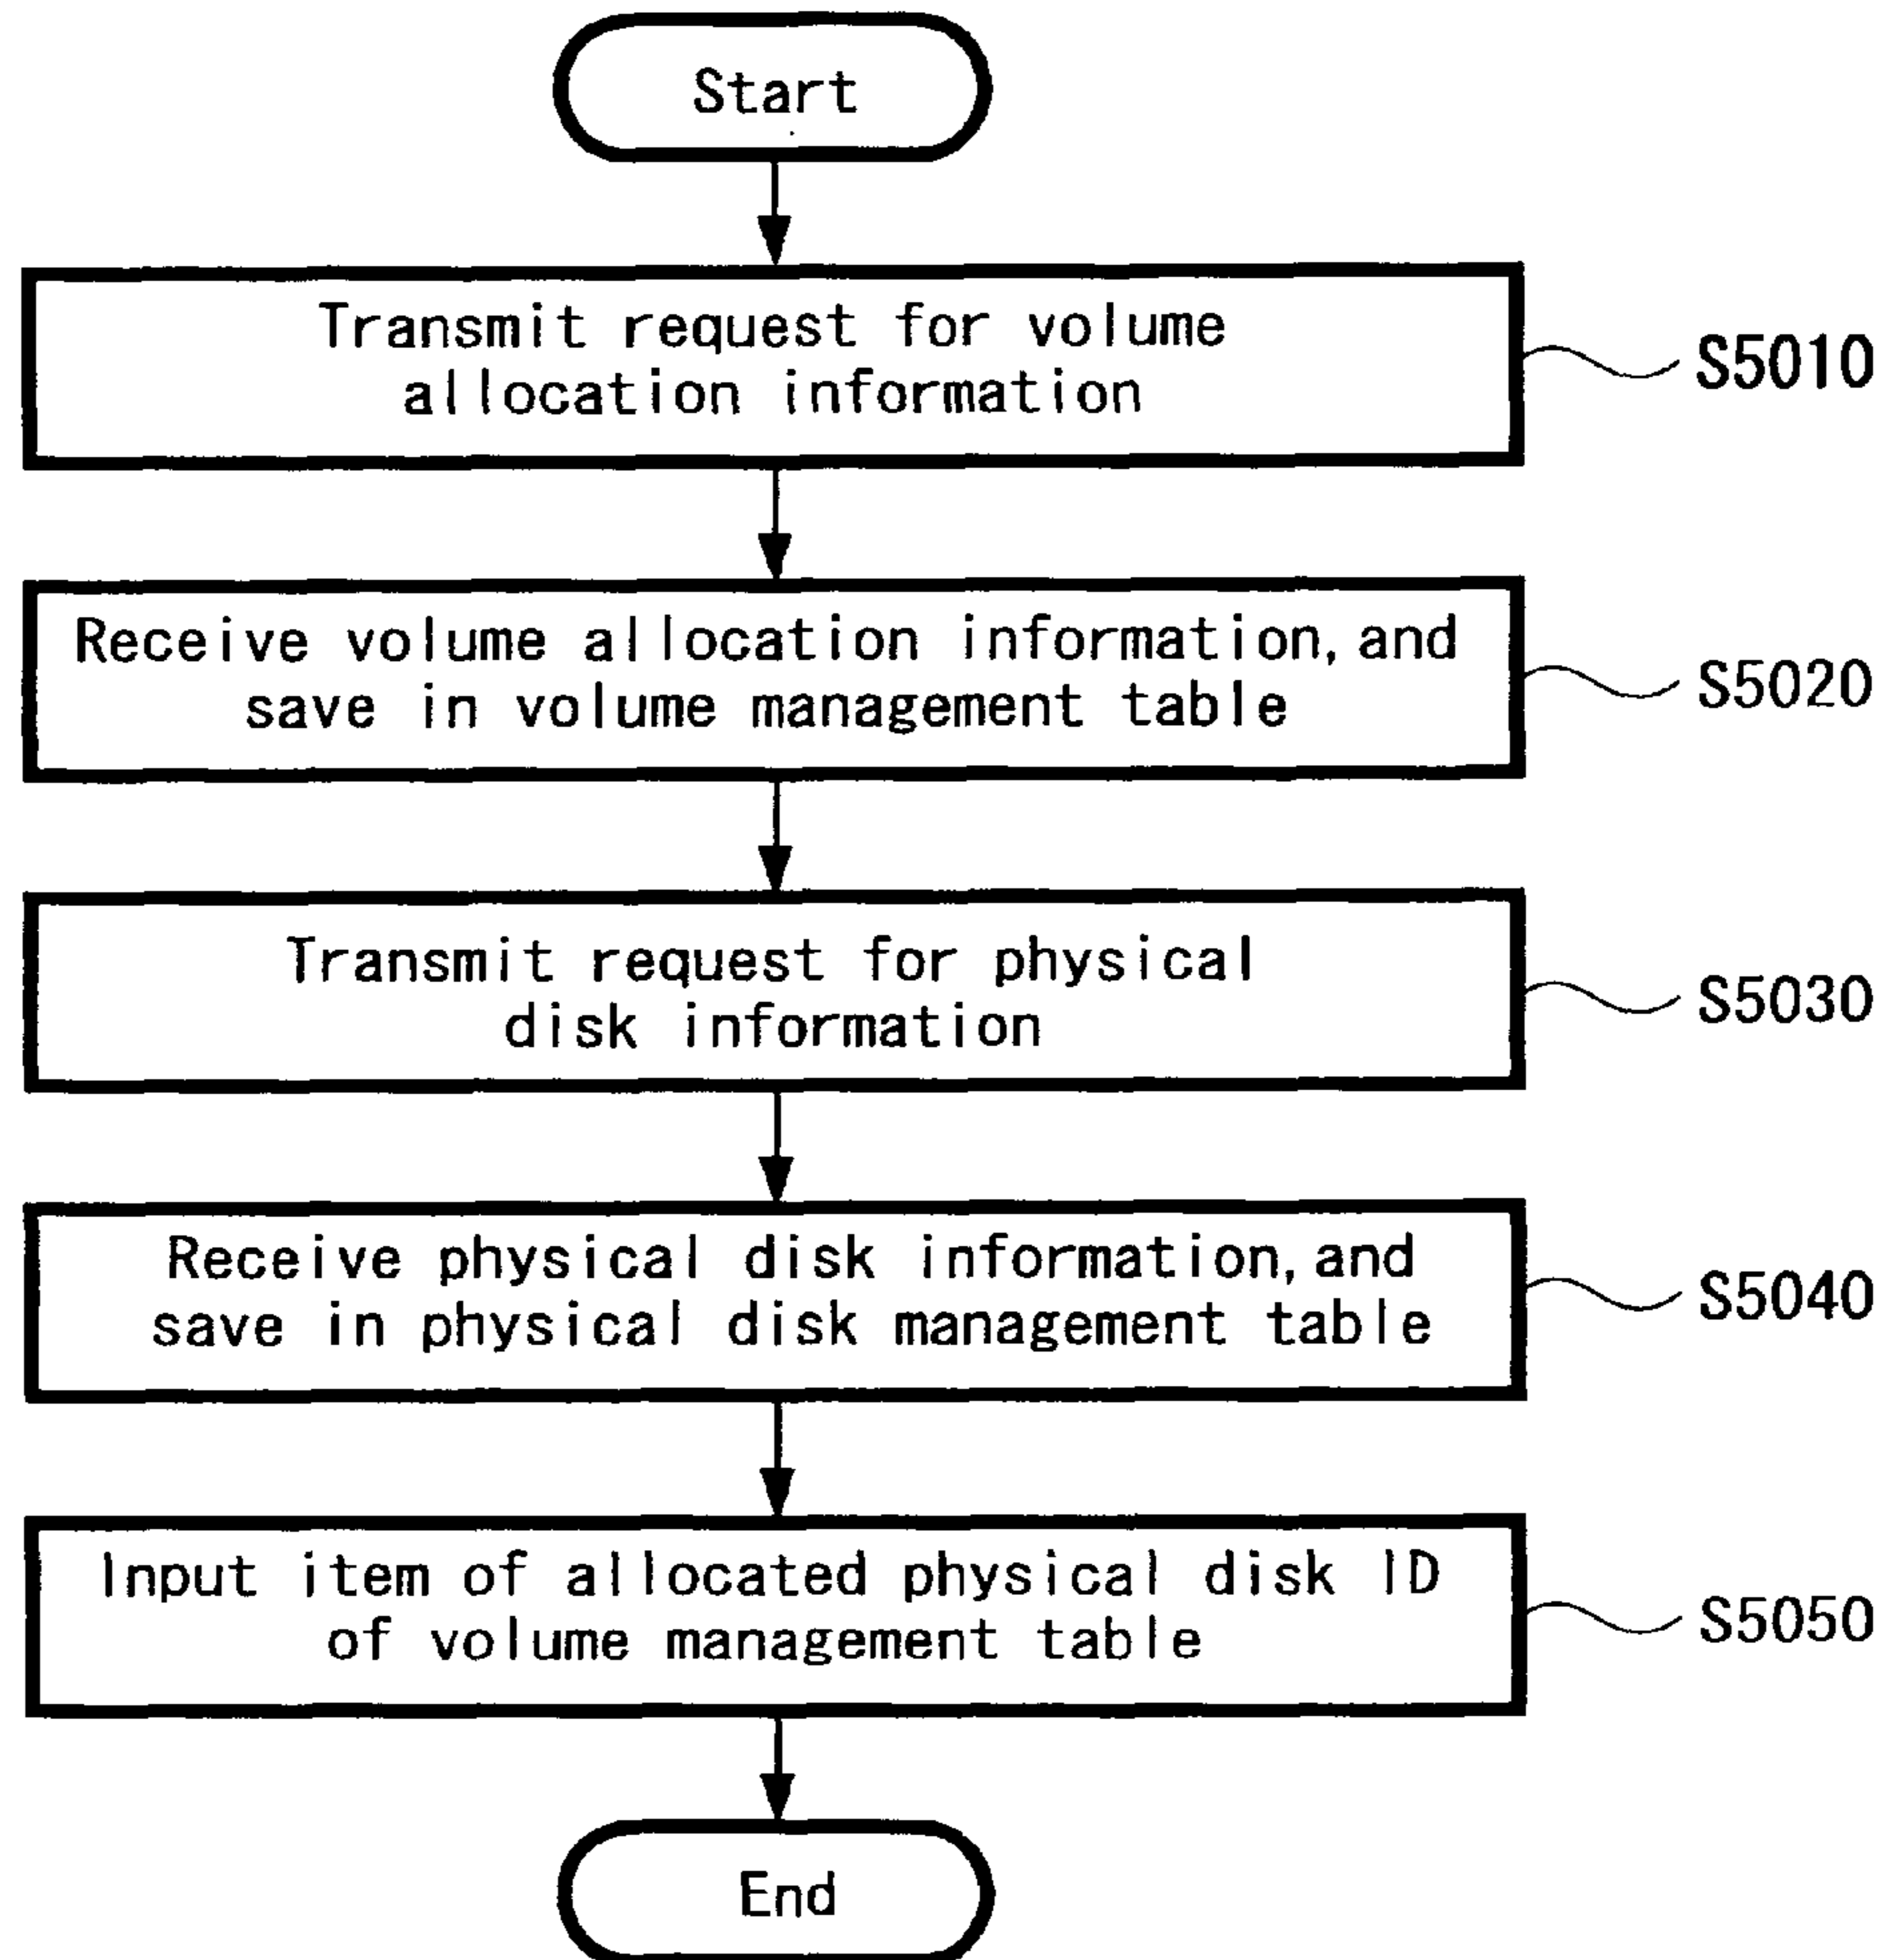 Start
Transmit request for volume
allocation information
S5010
Receive volume allocation information, and
save in volume management table
S5020
Transmit request for physical
disk information
S5030
Receive physical disk information, and
save in physical disk management table
S5040
Input item of allocated physical disk ID
of volume management table
S5050
End